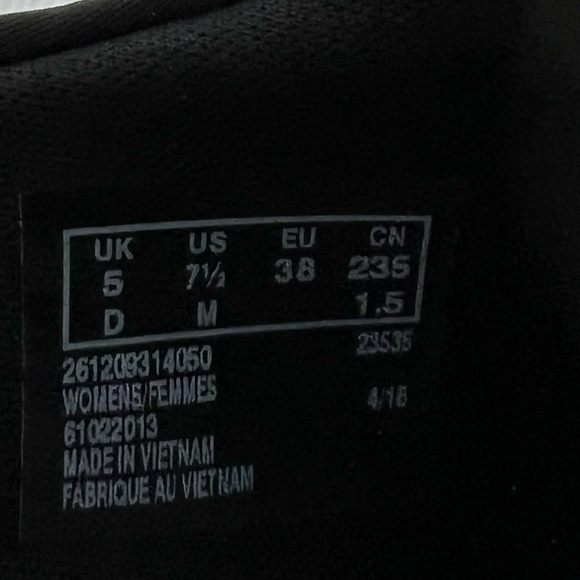 UK US EU CN
5 7½ 38 235
D M 1.5
261209314050 23535
WOMENS/FEMMES 4/16
61022013
MADE IN VIETNAM
FABRIQUE AU VIETNAM